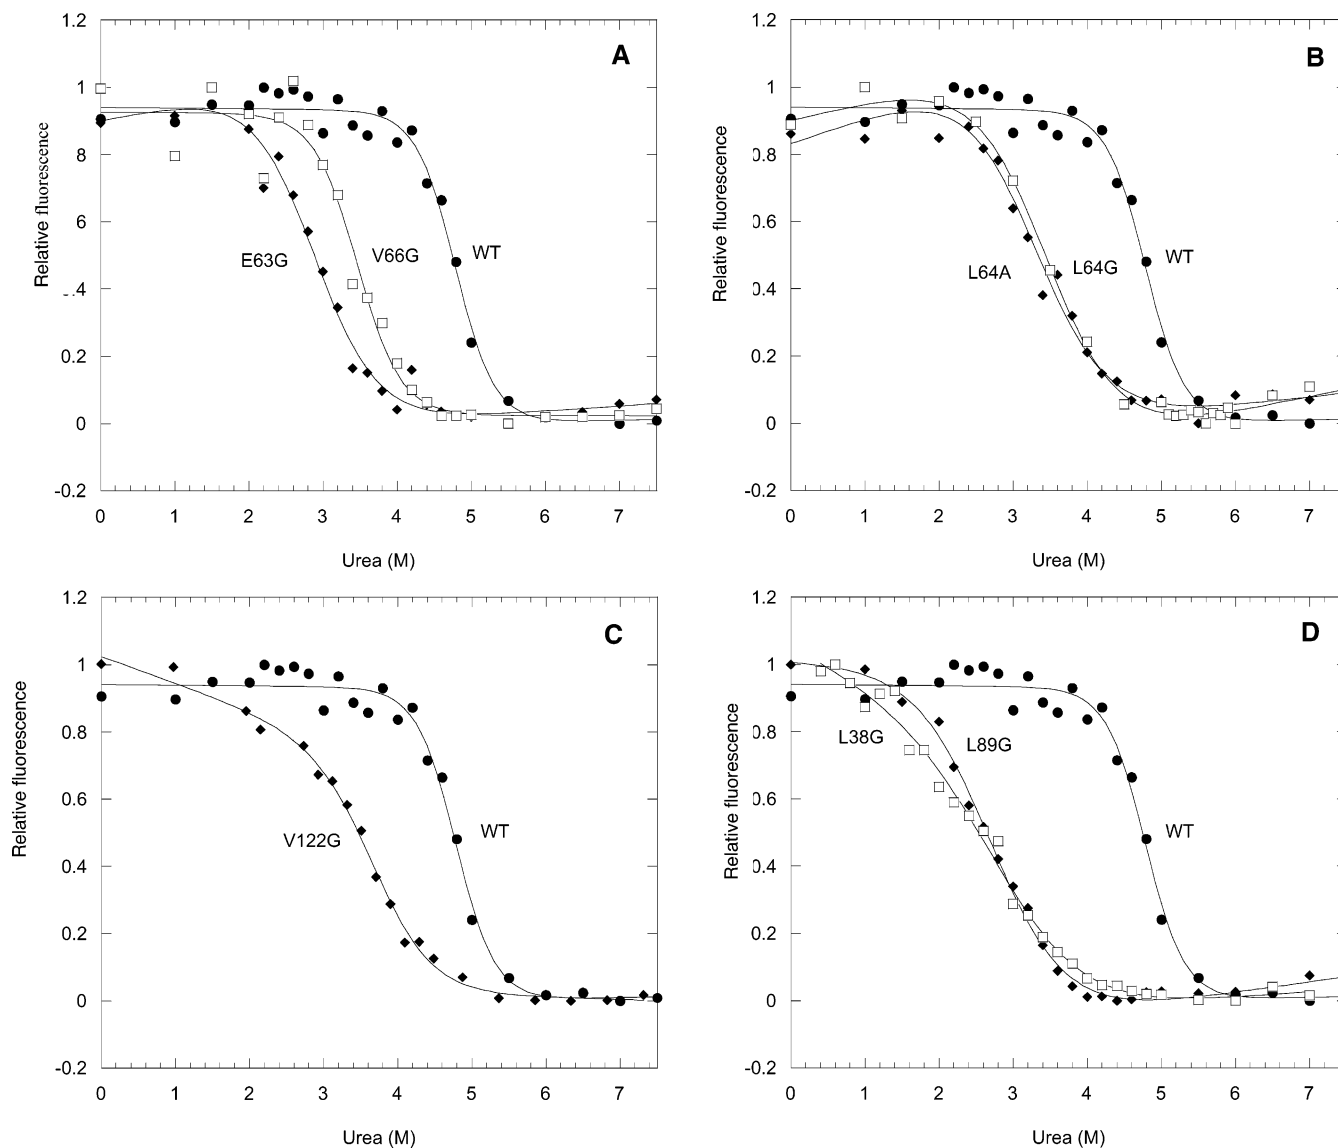 A
1.2
1
0.8
6
.4
0.2
0
-0.2
Relative fluorescence
E63G
V66G
WT
0 1 2 3 4 5 6 7
Urea (M)
B
1.2
1
0.8
0.6
0.4
0.2
0
-0.2
Relative fluorescence
L64A
L64G
WT
0 1 2 3 4 5 6 7
Urea (M)
C
1.2
1
0.8
0.6
0.4
0.2
0
-0.2
Relative fluorescence
V122G
WT
0 1 2 3 4 5 6 7
Urea (M)
D
1.2
1
0.8
0.6
0.4
0.2
0
-0.2
Relative fluorescence
L38G
L89G
WT
0 1 2 3 4 5 6 7
Urea (M)